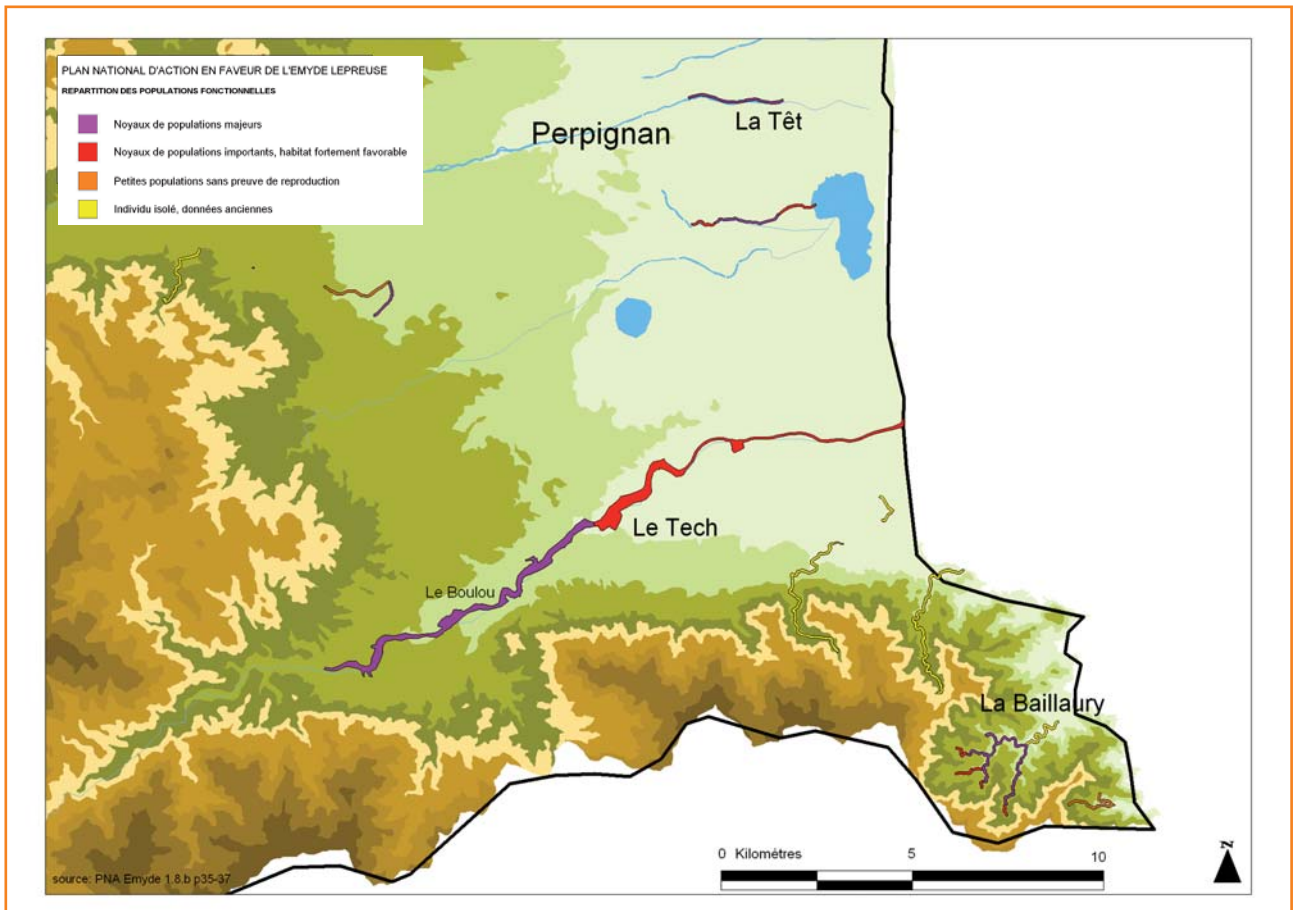 PLAN NATIONAL D'ACTION EN FAVEUR DE L'EMYDE LEPREUSE
REPARTITION DES POPULATIONS FONCTIONNELLES
Noyaux de populations majeurs
Noyaux de populations importants, habitat fortement favorable
Petites populations sans preuve de reproduction
Individu isolé, données anciennes
La Têt
Perpignan
Le Tech
Le Boulou
La Baillaury
0 Kilomètres 5 10
N
source: PNA Emyde 1.8.b p35-37